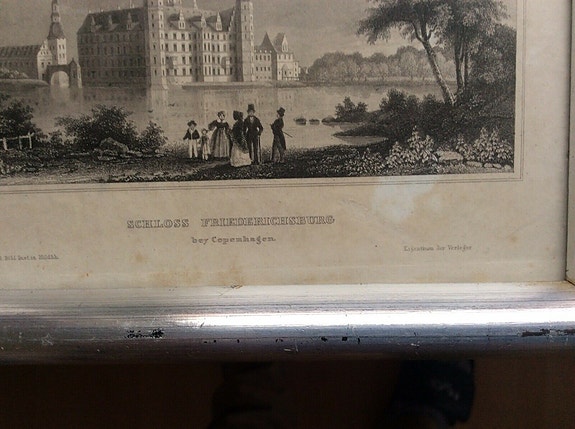 SCHLOSS FRIEDERICHSBURG
bey Copenhagen.
Eigenthum der Verleger